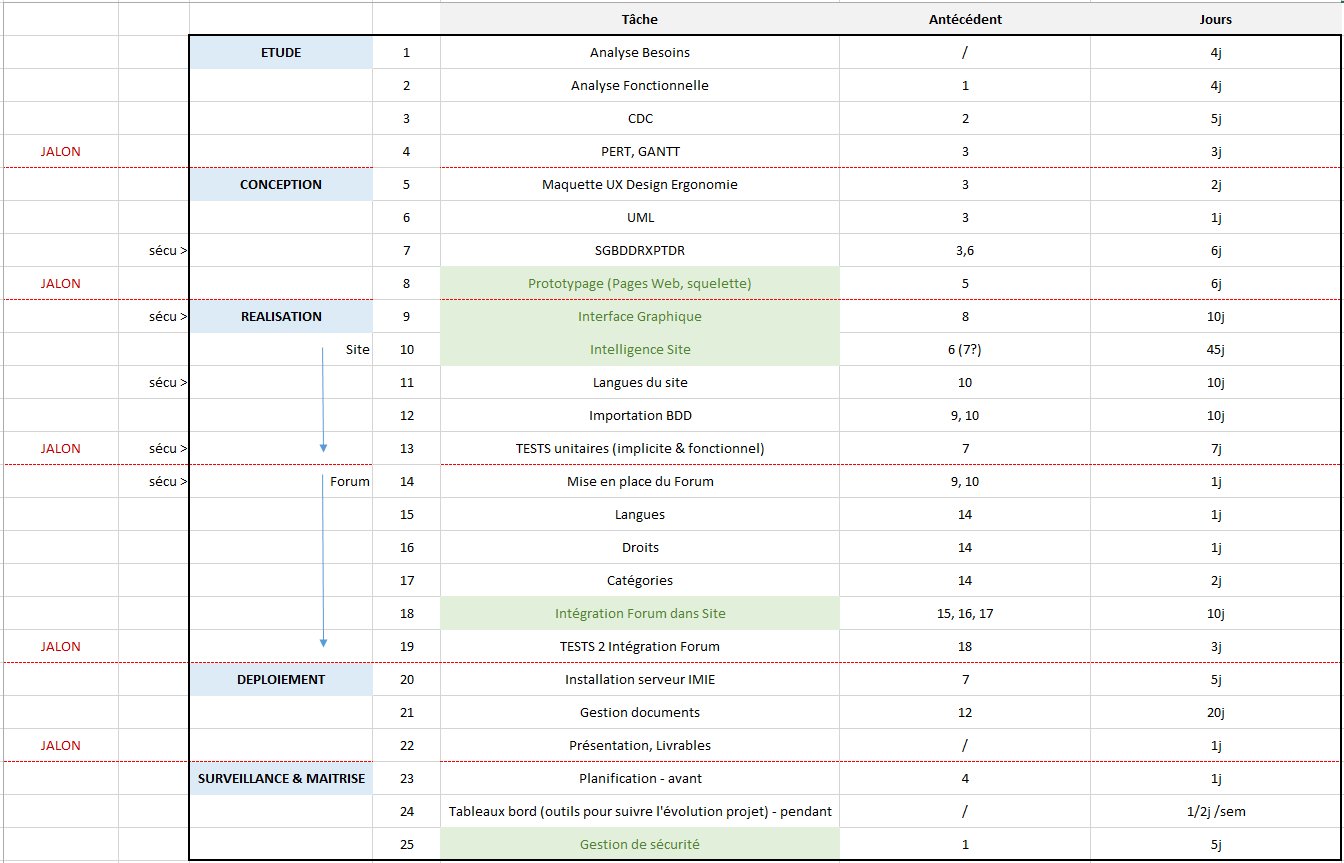 Tâche Antécédent Jours
ETUDE 1 Analyse Besoins / 4j
2 Analyse Fonctionnelle 1 4j
3 CDC 2 5j
JALON 4 PERT, GANTT 3 3j
CONCEPTION 5 Maquette UX Design Ergonomie 3 2j
6 UML 3 1j
sécu > 7 SGBDDRXPTDR 3,6 6j
JALON 8 Prototypage (Pages Web, squelette) 5 6j
sécu > REALISATION 9 Interface Graphique 8 10j
Site 10 Intelligence Site 6 (7?) 45j
sécu > 11 Langues du site 10 10j
12 Importation BDD 9, 10 10j
JALON sécu > 13 TESTS unitaires (implicite & fonctionnel) 7 7j
sécu > Forum 14 Mise en place du Forum 9, 10 1j
15 Langues 14 1j
16 Droits 14 1j
17 Catégories 14 2j
18 Intégration Forum dans Site 15, 16, 17 10j
JALON 19 TESTS 2 Intégration Forum 18 3j
DEPLOIEMENT 20 Installation serveur IMIE 7 5j
21 Gestion documents 12 20j
JALON 22 Présentation, Livrables / 1j
SURVEILLANCE & MAITRISE 23 Planification - avant 4 1j
24 Tableaux bord (outils pour suivre l'évolution projet) - pendant / 1/2j /sem
25 Gestion de sécurité 1 5j